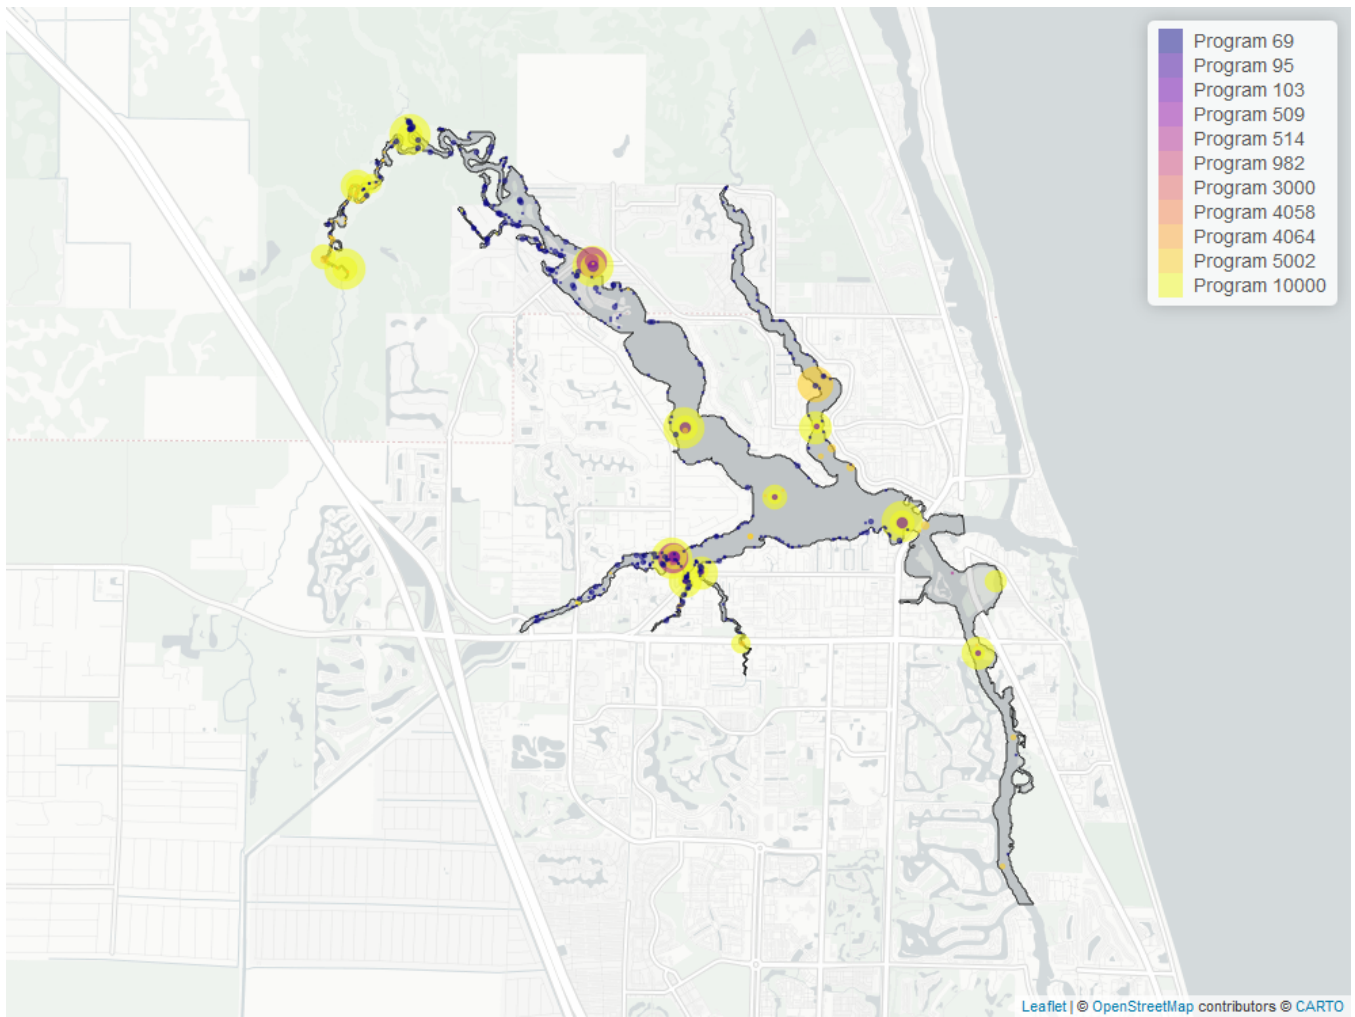 Program 69
Program 95
Program 103
Program 509
Program 514
Program 982
Program 3000
Program 4058
Program 4064
Program 5002
Program 10000
Leaflet | © OpenStreetMap contributors © CARTO